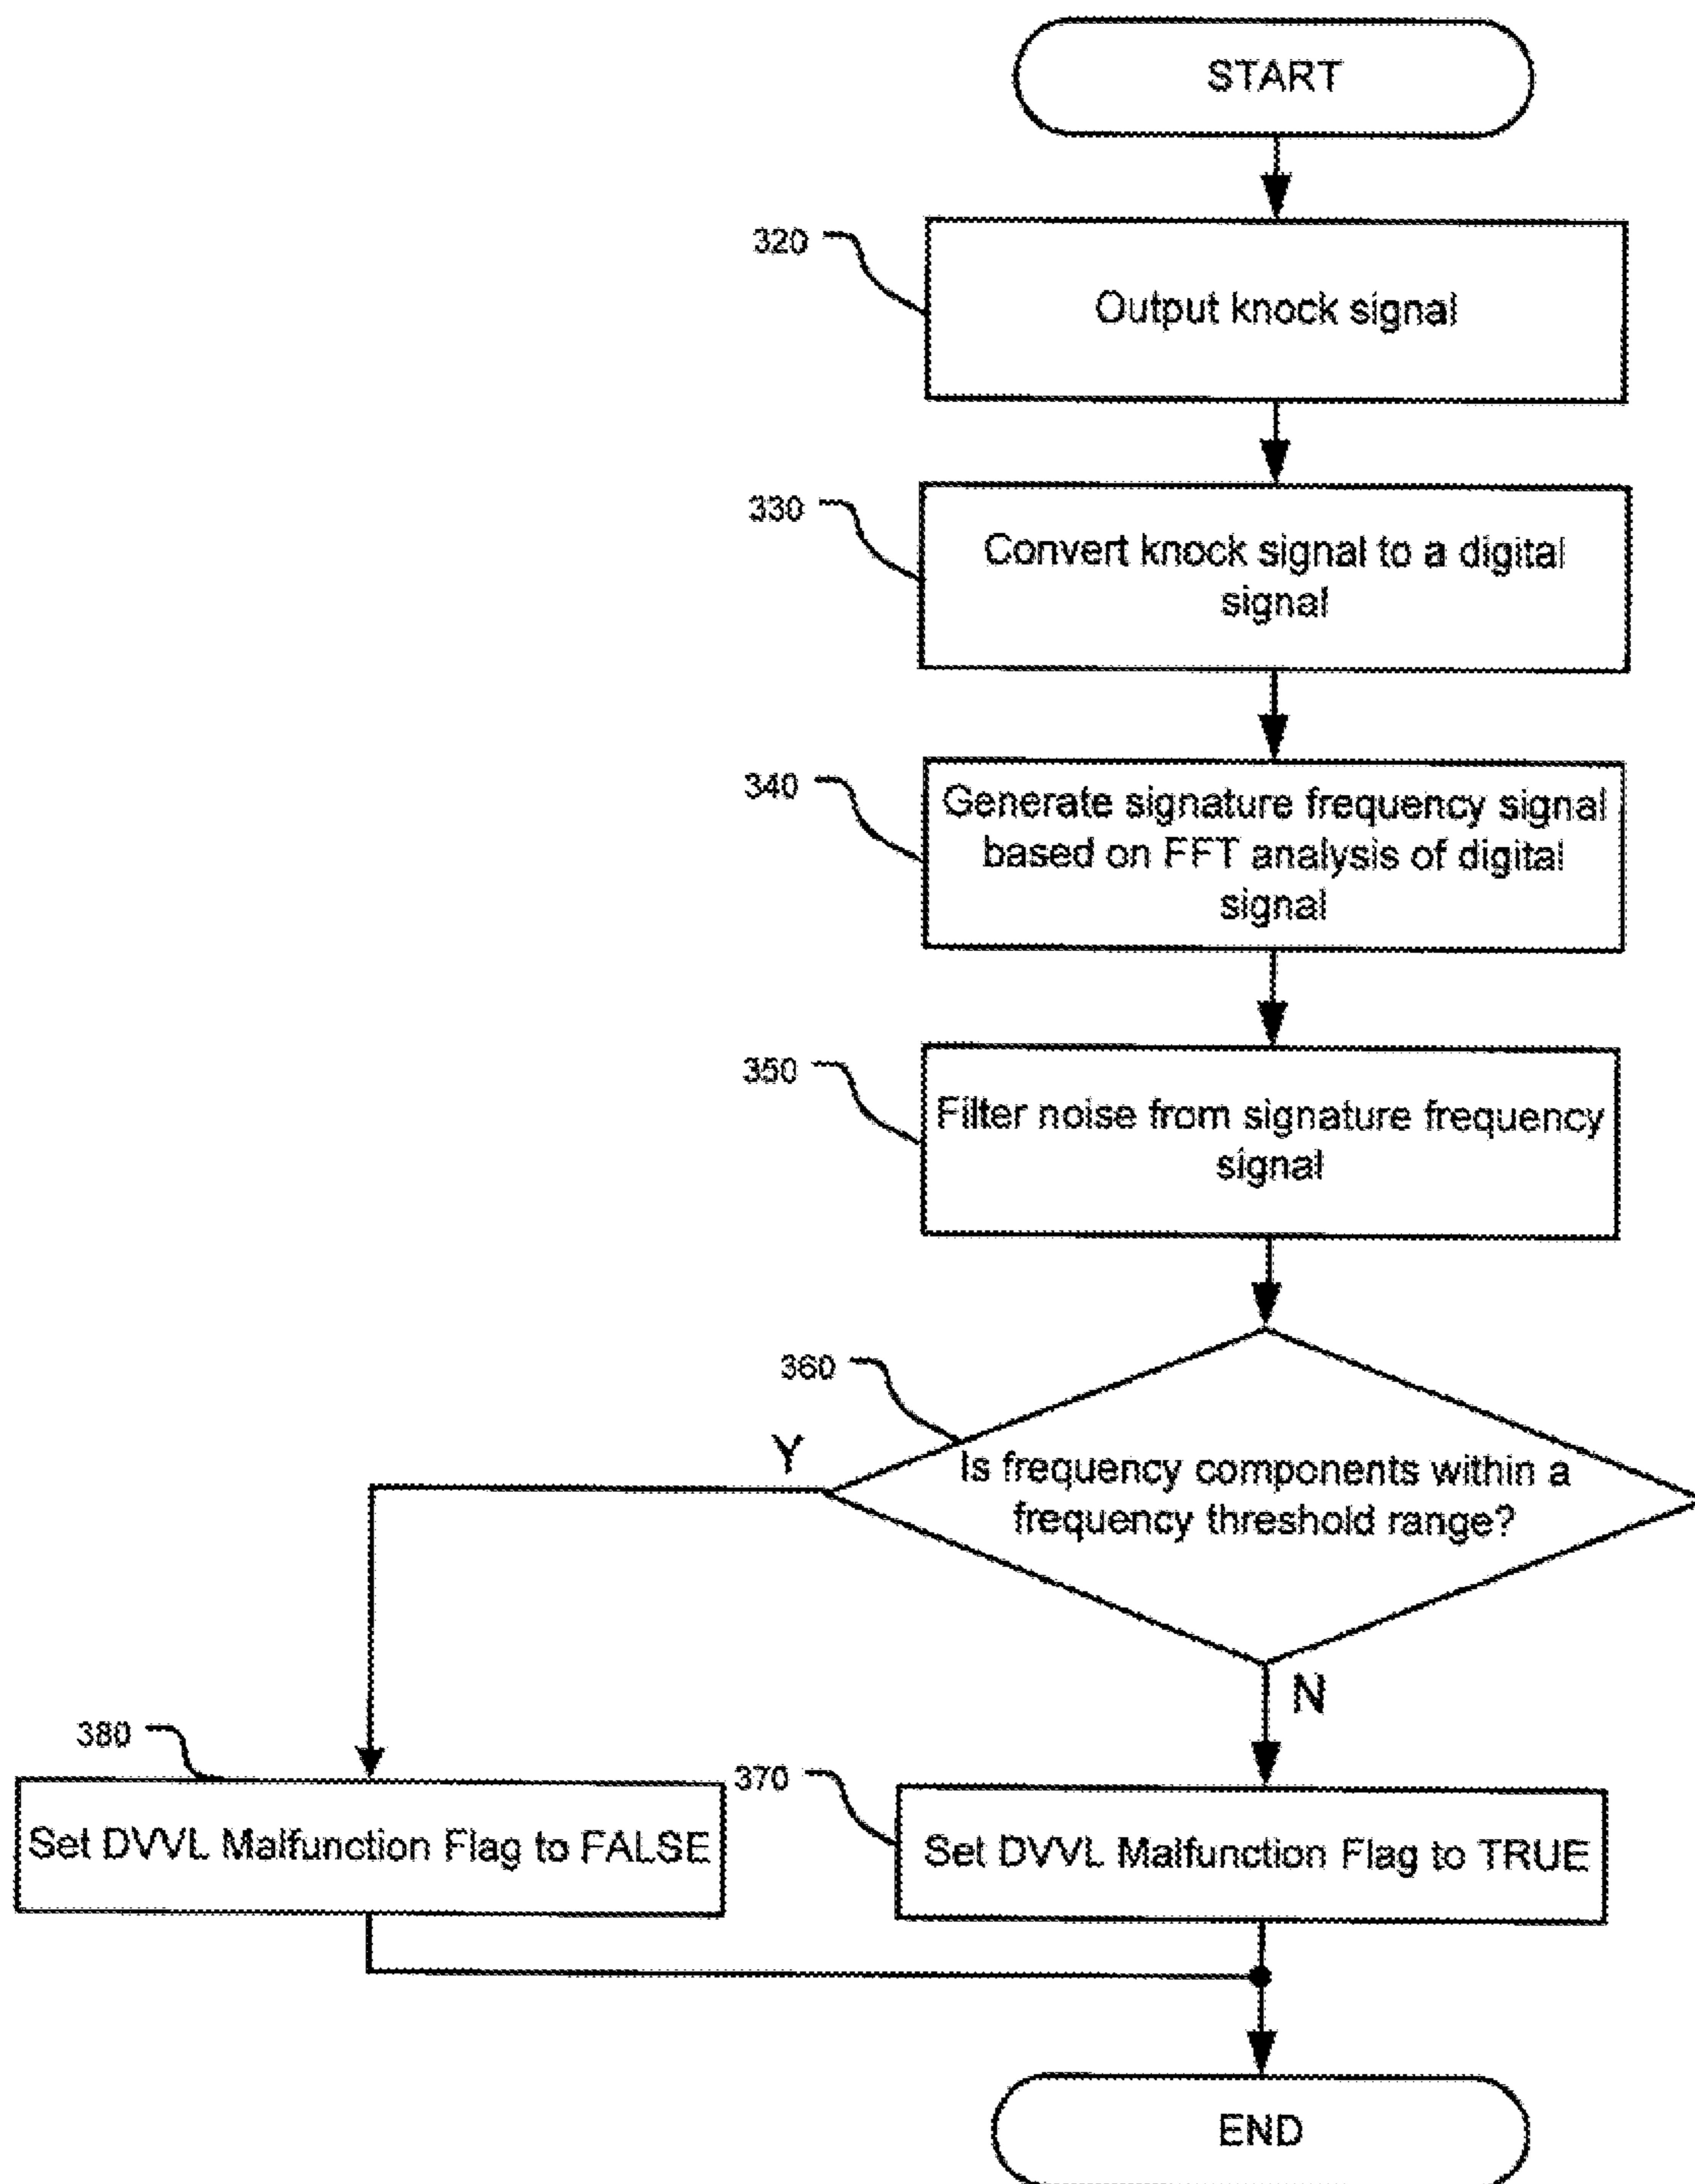 START
320
Output knock signal
330
Convert knock signal to a digital
signal
340
Generate signature frequency signal
based on FFT analysis of digital
signal
350
Filter noise from signature frequency
signal
360
Y
Is frequency components within a
frequency threshold range?
N
380
Set DVVL Malfunction Flag to FALSE
370
Set DVVL Malfunction Flag to TRUE
END